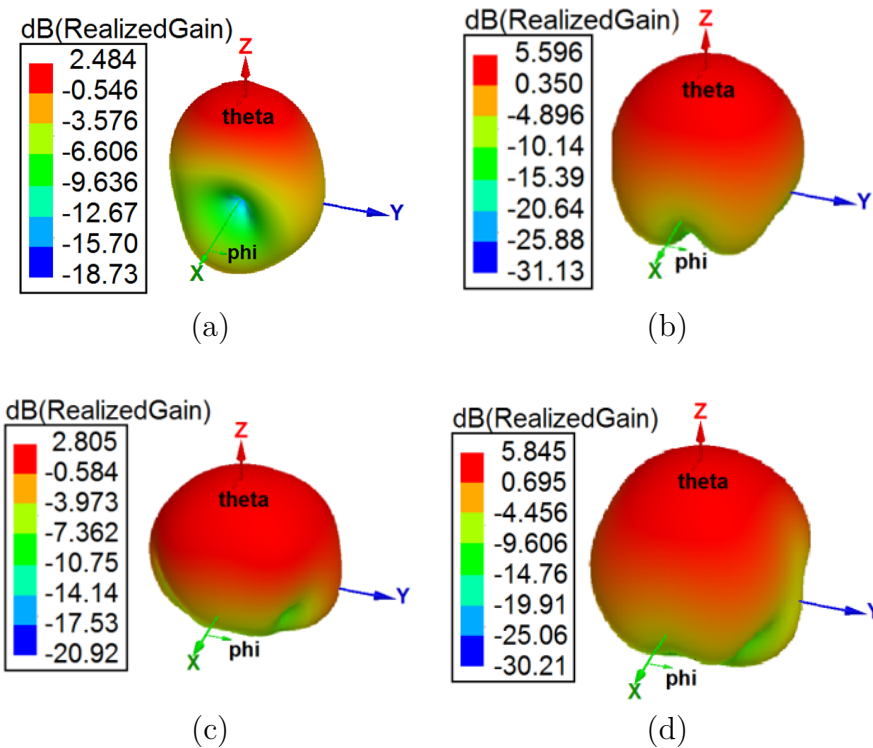 dB(RealizedGain)
2.484
-0.546
-3.576
-6.606
-9.636
-12.67
-15.70
-18.73
Z
theta
Y
phi
X
(a)
dB(RealizedGain)
5.596
0.350
-4.896
-10.14
-15.39
-20.64
-25.88
-31.13
Z
theta
Y
X
phi
(b)
dB(RealizedGain)
2.805
-0.584
-3.973
-7.362
-10.75
-14.14
-17.53
-20.92
Z
theta
Y
phi
X
(c)
dB(RealizedGain)
5.845
0.695
-4.456
-9.606
-14.76
-19.91
-25.06
-30.21
Z
theta
Y
phi
X
(d)